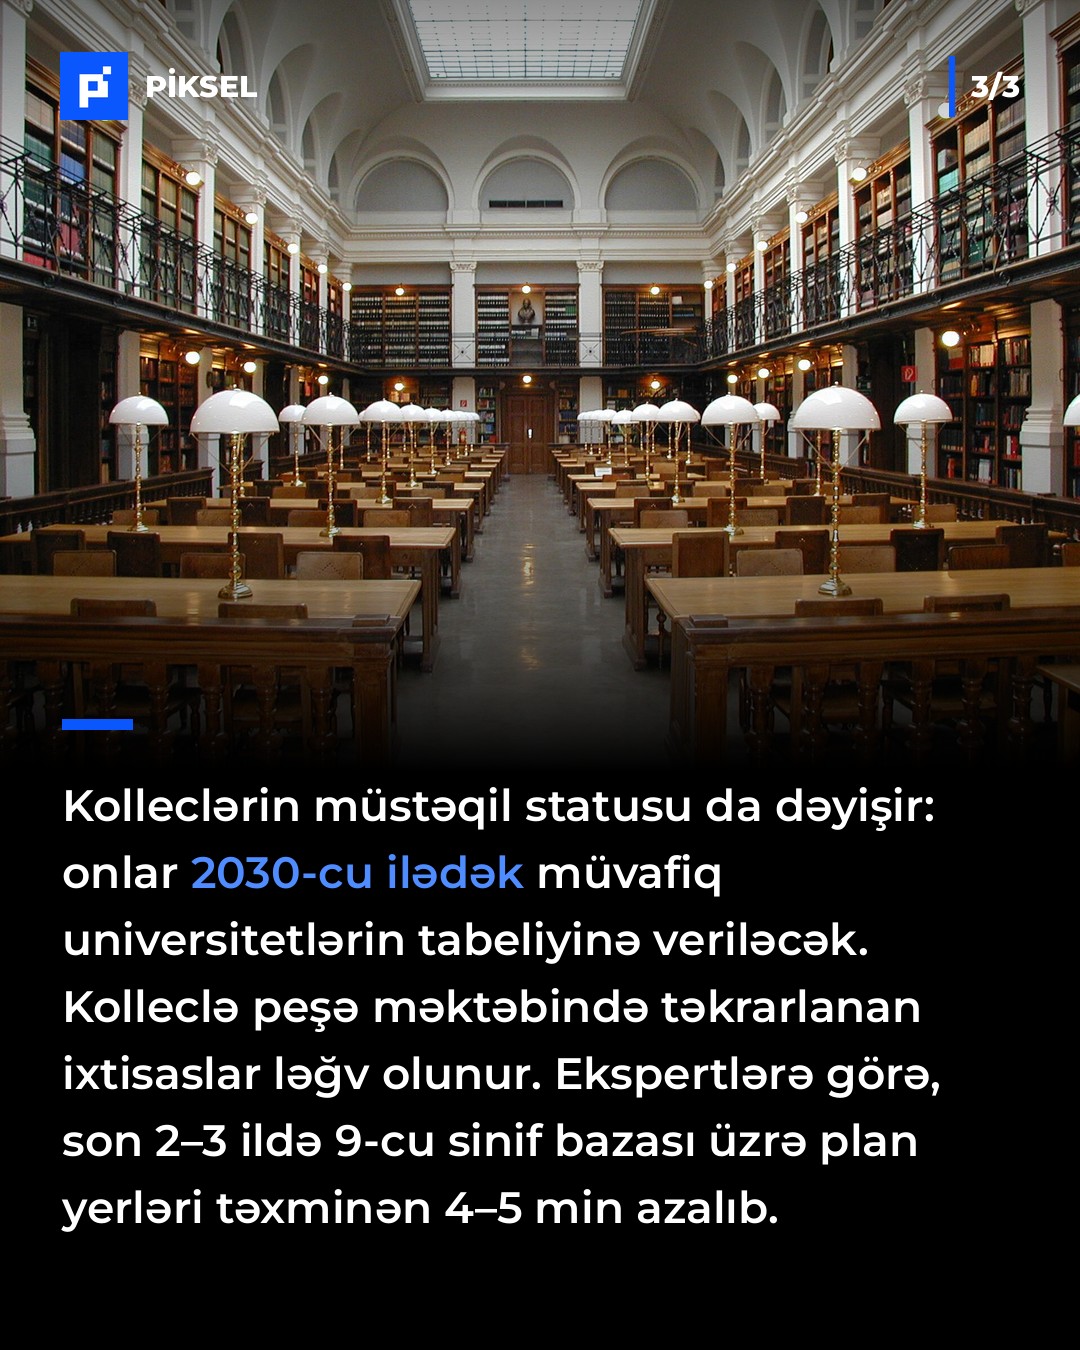 PİKSEL
3/3
Kolleclərin müstəqil statusu da dəyişir:
onlar 2030-cu ilədək müvafiq
universitetlərin tabeliyinə veriləcək.
Kolleclə peşə məktəbində təkrarlanan
ixtisaslar ləğv olunur. Ekspertlərə görə,
son 2–3 ildə 9-cu sinif bazası üzrə plan
yerləri təxminən 4–5 min azalıb.